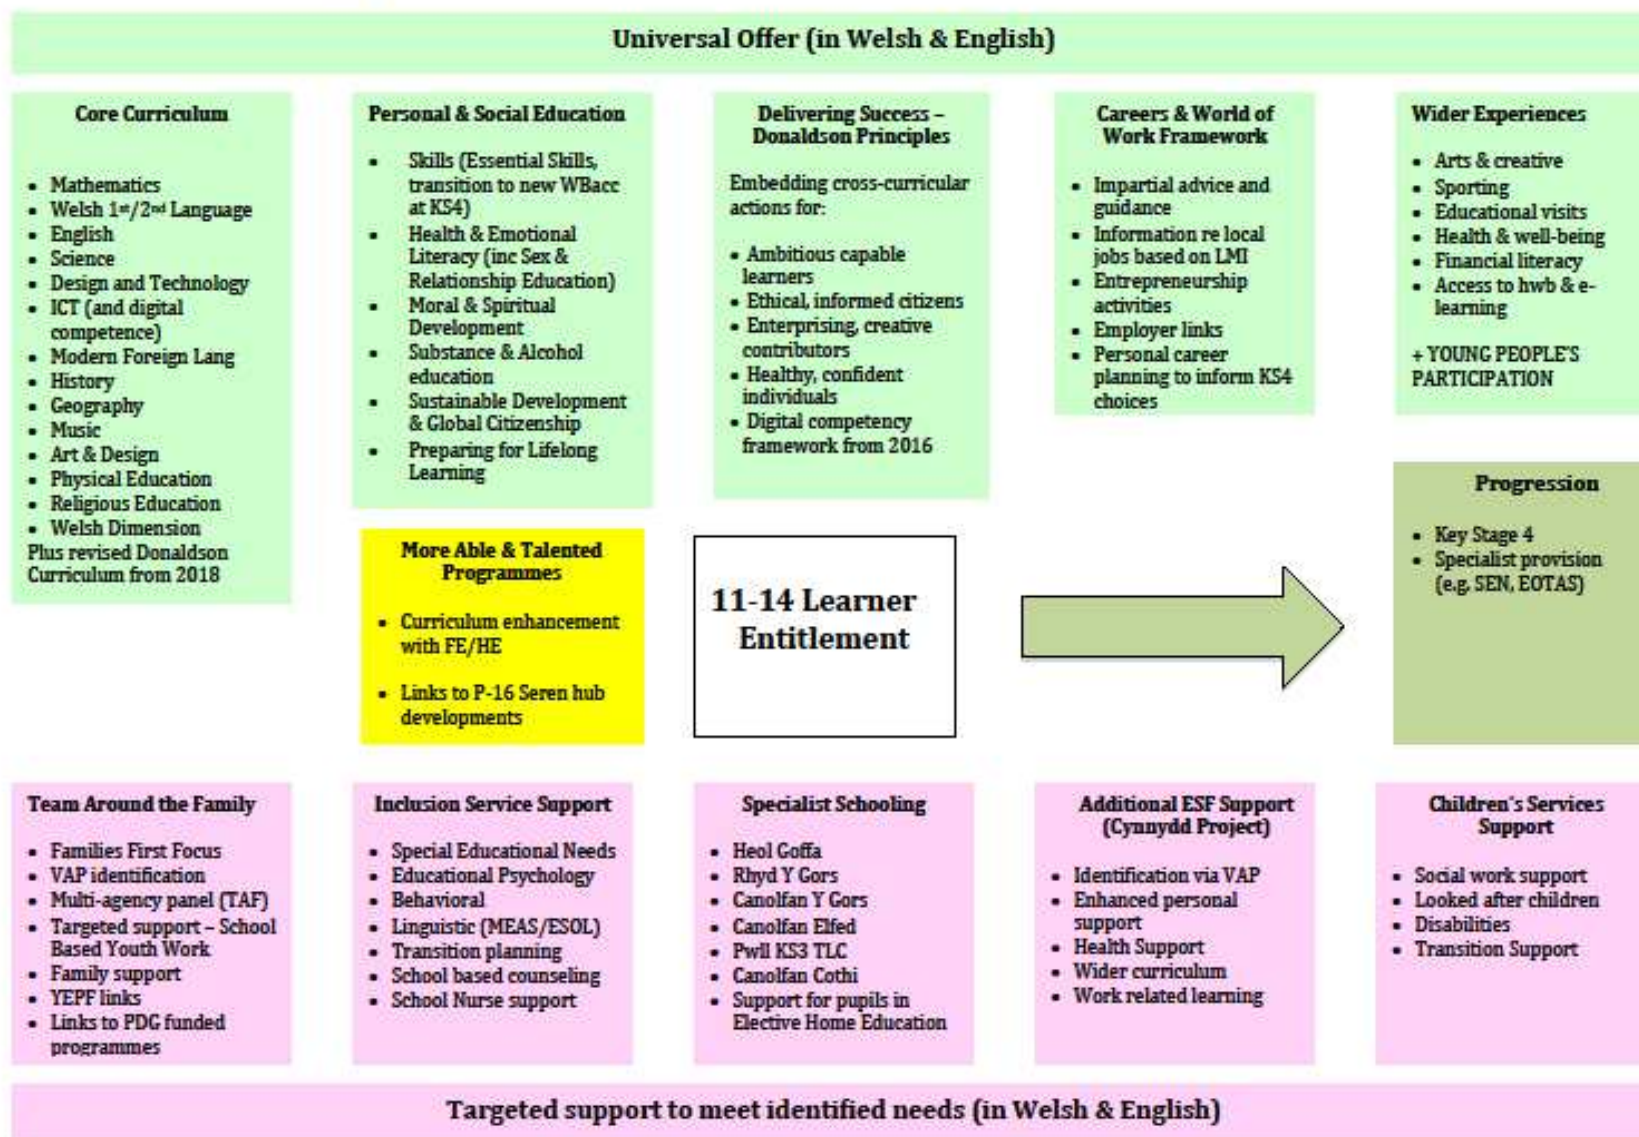 Universal Offer (in Welsh & English)
Core Curriculum
• Mathematics
• Welsh 1st/2nd Language
• English
• Science
• Design and Technology
• ICT (and digital
competence)
• Modern Foreign Lang
• History
• Geography
• Music
• Art & Design
• Physical Education
• Religious Education
• Welsh Dimension
Plus revised Donaldson
Curriculum from 2018
Personal & Social Education
• Skills (Essential Skills,
transition to new WBacc
at KS4)
• Health & Emotional
Literacy (inc Sex &
Relationship Education)
• Moral & Spiritual
Development
• Substance & Alcohol
education
• Sustainable Development
& Global Citizenship
• Preparing for Lifelong
Learning
Delivering Success –
Donaldson Principles
Embedding cross-curricular
actions for:
• Ambitious capable
learners
• Ethical, informed citizens
• Enterprising, creative
contributors
• Healthy, confident
individuals
• Digital competency
framework from 2016
Careers & World of
Work Framework
• Impartial advice and
guidance
• Information re local
jobs based on LMI
• Entrepreneurship
activities
• Employer links
• Personal career
planning to inform KS4
choices
Wider Experiences
• Arts & creative
• Sporting
• Educational visits
• Health & well-being
• Financial literacy
• Access to hwb & e-
learning
+ YOUNG PEOPLE'S
PARTICIPATION
More Able & Talented
Programmes
• Curriculum enhancement
with FE/HE
• Links to P-16 Seren hub
developments
11-14 Learner
Entitlement
Progression
• Key Stage 4
• Specialist provision
(e.g. SEN, EOTAS)
Team Around the Family
• Families First Focus
• VAP identification
• Multi-agency panel (TAF)
• Targeted support – School
Based Youth Work
• Family support
• YEPF links
• Links to PDG funded
programmes
Inclusion Service Support
• Special Educational Needs
• Educational Psychology
• Behavioral
• Linguistic (MEAS/ESOL)
• Transition planning
• School based counseling
• School Nurse support
Specialist Schooling
• Heol Goffa
• Rhyd Y Gors
• Canolfan Y Gors
• Canolfan Elfed
• Pwll KS3 TLC
• Canolfan Cothi
• Support for pupils in
Elective Home Education
Additional ESF Support
(Cynnydd Project)
• Identification via VAP
• Enhanced personal
support
• Health Support
• Wider curriculum
• Work related learning
Children's Services
Support
• Social work support
• Looked after children
• Disabilities
• Transition Support
Targeted support to meet identified needs (in Welsh & English)